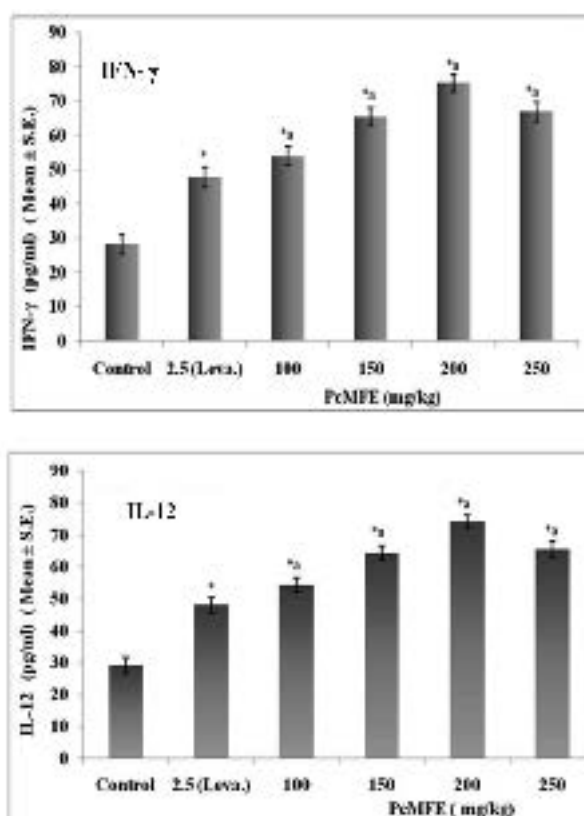 IFN-γ
IFN-γ (pg/ml) ( Mean ± S.E.)
90
80
70
60
50
40
30
20
10
0
*
*a
*a
*a
*a
Control 2.5 (Leva.) 100 150 200 250
PcMFE (mg/kg)
IL-12
IL-12 (pg/ml) ( Mean ± S.E.)
90
80
70
60
50
40
30
20
10
0
*
*a
*a
*a
*a
Control 2.5 (Leva.) 100 150 200 250
PcMFE ( mg/kg)